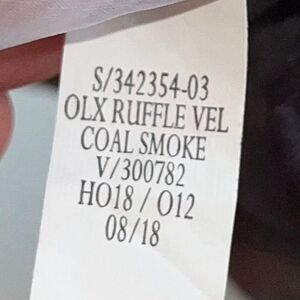 S/342354-03
OLX RUFFLE VEL
COAL SMOKE
V/300782
HO18 / O12
08/18